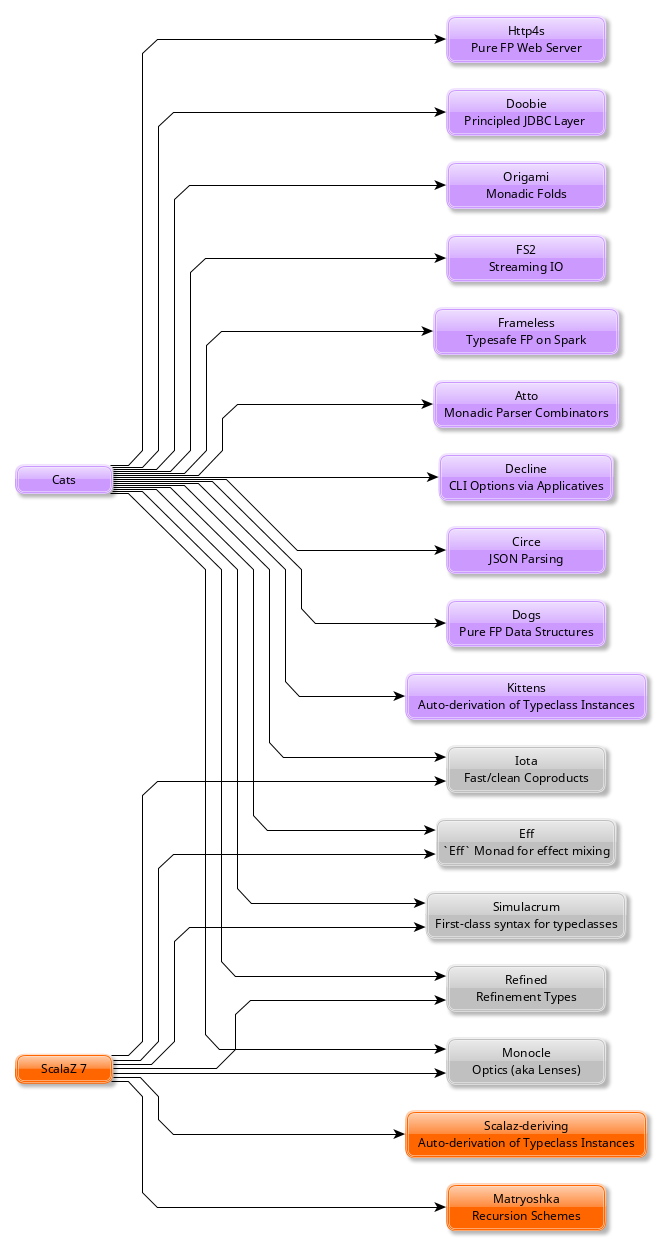 Http4s
Pure FP Web Server
Doobie
Principled JDBC Layer
Origami
Monadic Folds
FS2
Streaming IO
Frameless
Typesafe FP on Spark
Atto
Monadic Parser Combinators
Cats
Decline
CLI Options via Applicatives
Circe
JSON Parsing
Dogs
Pure FP Data Structures
Kittens
Auto-derivation of Typeclass Instances
Iota
Fast/clean Coproducts
Eff
`Eff` Monad for effect mixing
Simulacrum
First-class syntax for typeclasses
Refined
Refinement Types
ScalaZ 7
Monocle
Optics (aka Lenses)
Scalaz-deriving
Auto-derivation of Typeclass Instances
Matryoshka
Recursion Schemes